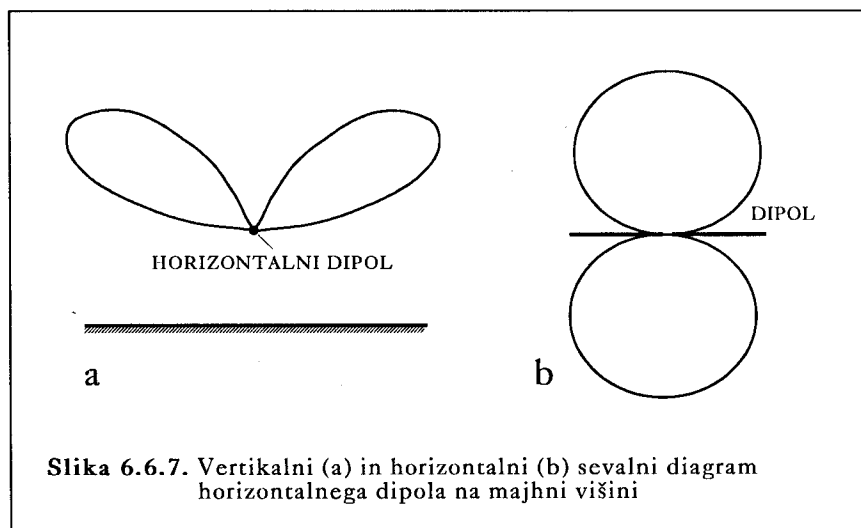 HORIZONTALNI DIPOL
a
DIPOL
b
Slika 6.6.7. Vertikalni (a) in horizontalni (b) sevalni diagram
horizontalnega dipola na majhni višini